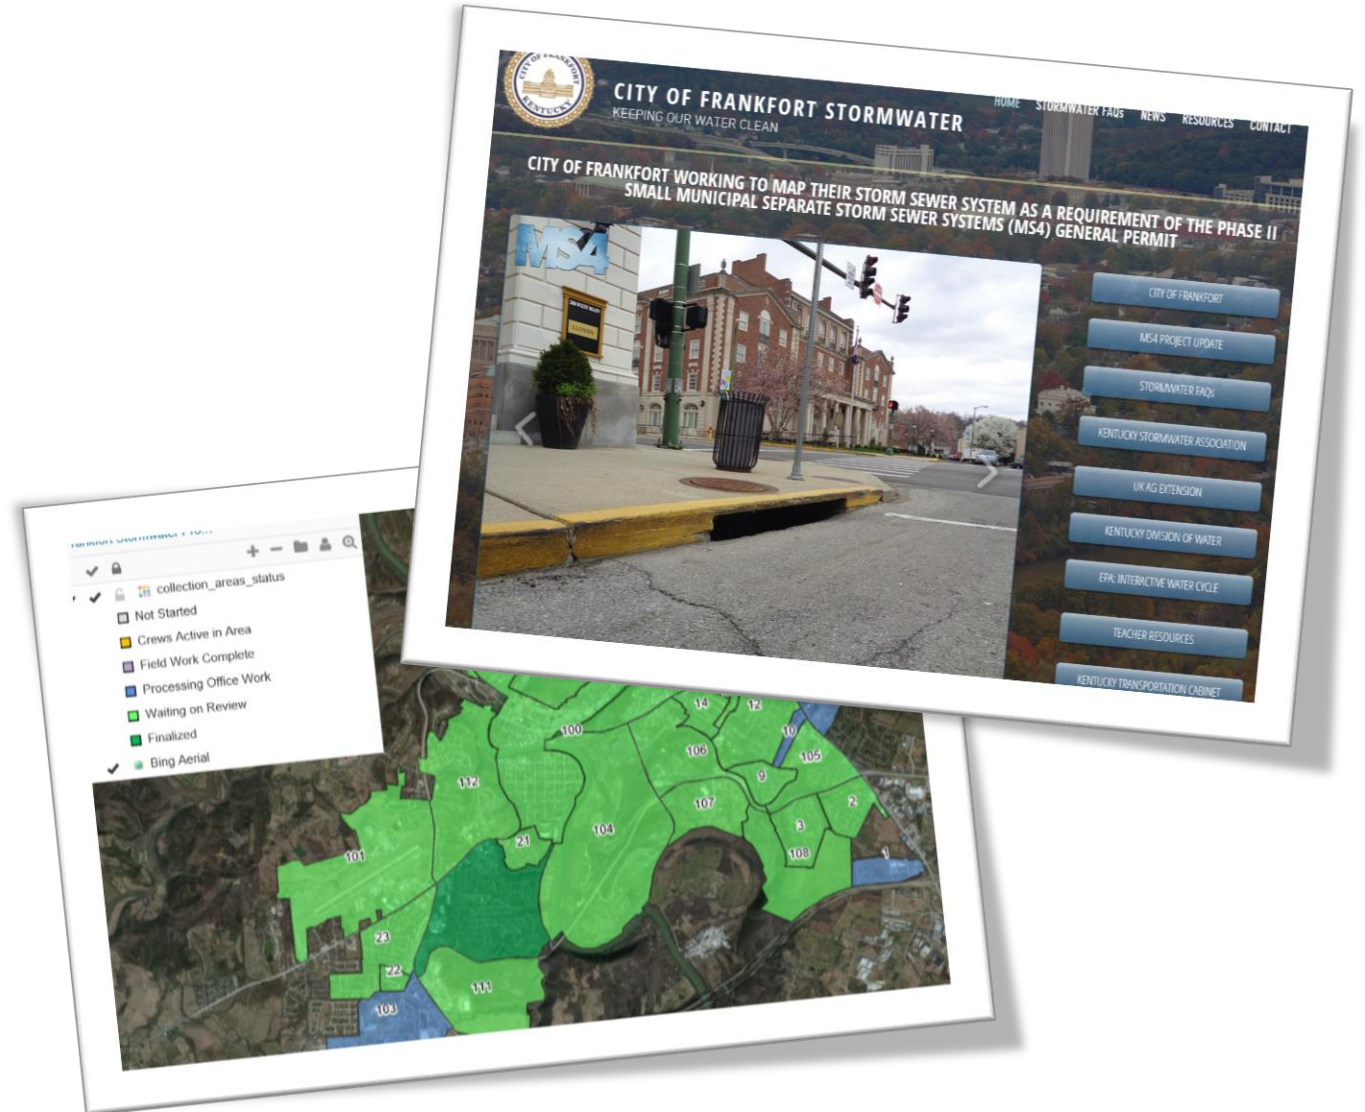 CITY OF FRANKFORT
KENTUCKY
CITY OF FRANKFORT STORMWATER
KEEPING OUR WATER CLEAN
HOME STORMWATER FAQs NEWS RESOURCES CONTACT
CITY OF FRANKFORT WORKING TO MAP THEIR STORM SEWER SYSTEM AS A REQUIREMENT OF THE PHASE II
SMALL MUNICIPAL SEPARATE STORM SEWER SYSTEMS (MS4) GENERAL PERMIT
MS4
CITY OF FRANKFORT
MS4 PROJECT UPDATE
STORMWATER FAQs
KENTUCKY STORMWATER ASSOCIATION
UK AG EXTENSION
KENTUCKY DIVISION OF WATER
EPA: INTERACTIVE WATER CYCLE
TEACHER RESOURCES
KENTUCKY TRANSPORTATION CABINET
collection_areas_status
Not Started
Crews Active in Area
Field Work Complete
Processing Office Work
Waiting on Review
Finalized
Bing Aerial
14
12
100
10
106
105
112
9
107
2
104
3
21
108
101
1
23
22
111
103